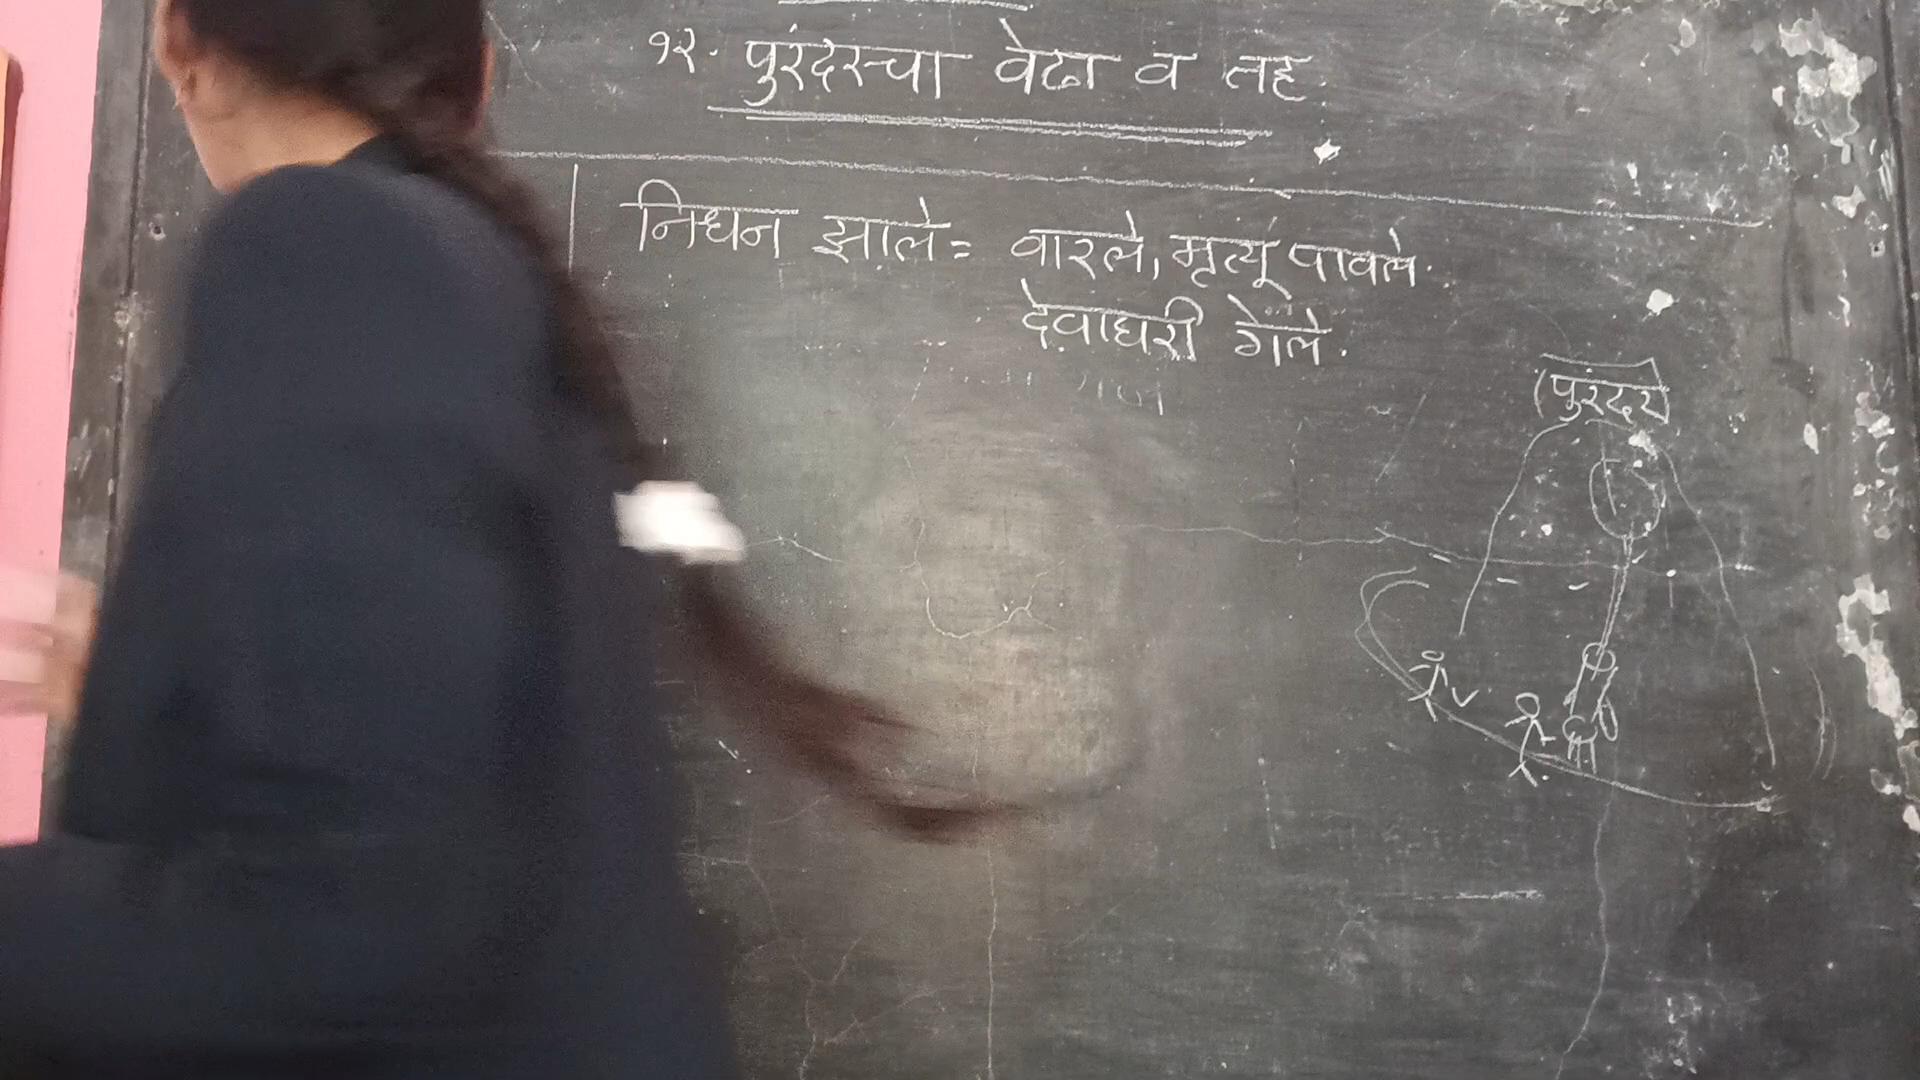 १२. पुरंदरचा वेढा व तह.
निधन झाले = वारले, मृत्यू पावले.
देवाघरी गेले.
(पुरंदर)